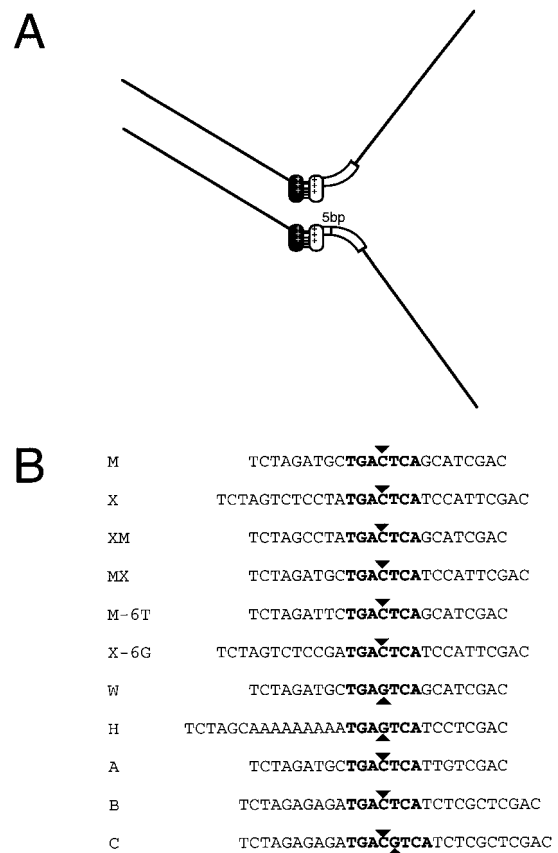 A
5bp
B
M TCTAGATGCTGACTCAGCATCGAC
X TCTAGTCTCCTATGACTCATCCATTCGAC
XM TCTAGCCTATGACTCAGCATCGAC
MX TCTAGATGCTGACTCATCCATTCGAC
M-6T TCTAGATTCTGACTCAGCATCGAC
X-6G TCTAGTCTCCGATGACTCATCCATTCGAC
W TCTAGATGCTGAGTCAGCATCGAC
H TCTAGCAAAAAAAAATGAGTCATCCTCGAC
A TCTAGATGCTGACTCATTGTCGAC
B TCTAGAGAGATGACTCATCTCGCTCGAC
C TCTAGAGAGATGACGTCATCTCGCTCGAC